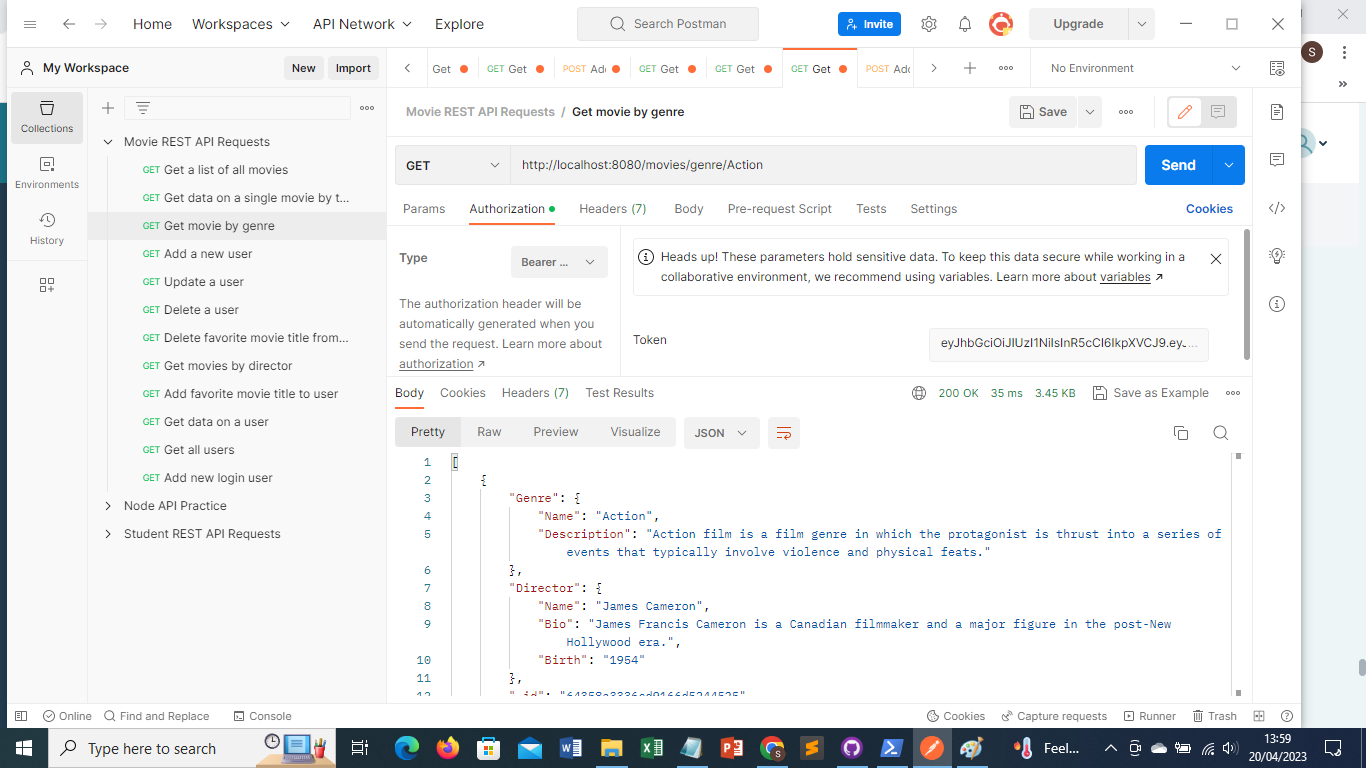 Home
Workspaces
API Network
Explore
Search Postman
Invite
Upgrade
S
My Workspace
New
Import
Get
GET Get
POST Add
GET Get
GET Get
GET Get
POST Add
No Environment
Collections
Environments
History
Movie REST API Requests
GET Get a list of all movies
GET Get data on a single movie by t...
GET Get movie by genre
GET Add a new user
GET Update a user
GET Delete a user
GET Delete favorite movie title from...
GET Get movies by director
GET Add favorite movie title to user
GET Get data on a user
GET Get all users
GET Add new login user
Node API Practice
Student REST API Requests
Movie REST API Requests / Get movie by genre
Save
GET
http://localhost:8080/movies/genre/Action
Send
Params
Authorization
Headers (7)
Body
Pre-request Script
Tests
Settings
Cookies
Type
Bearer ...
The authorization header will be
automatically generated when you
send the request. Learn more about
authorization ↗
Heads up! These parameters hold sensitive data. To keep this data secure while working in a
collaborative environment, we recommend using variables. Learn more about variables ↗
Token
Body
Cookies
Headers (7)
Test Results
200 OK
35 ms
3.45 KB
Save as Example
Pretty
Raw
Preview
Visualize
JSON
1 [
2 {
3 "Genre": {
4 "Name": "Action",
5 "Description": "Action film is a film genre in which the protagonist is thrust into a series of
events that typically involve violence and physical feats."
6 },
7 "Director": {
8 "Name": "James Cameron",
9 "Bio": "James Francis Cameron is a Canadian filmmaker and a major figure in the post-New
Hollywood era.",
10 "Birth": "1954"
11 },
Online
Find and Replace
Console
Cookies
Capture requests
Runner
Trash
Type here to search
Feel...
13:59
20/04/2023